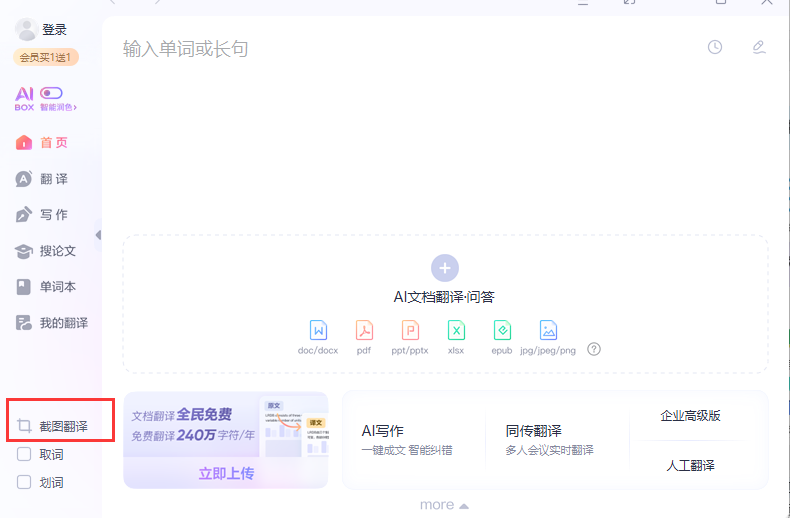 登录
会员买1送1
AI
BOX 智能润色›
首页
翻译
写作
搜论文
单词本
我的翻译
截图翻译
取词
划词
输入单词或长句
AI文档翻译·问答
doc/docx pdf ppt/pptx xlsx epub jpg/jpeg/png
文档翻译 全民免费
免费翻译 240万 字符/年
立即上传
原文
译文
AI写作
一键成文 智能纠错
同传翻译
多人会议实时翻译
企业高级版
人工翻译
more